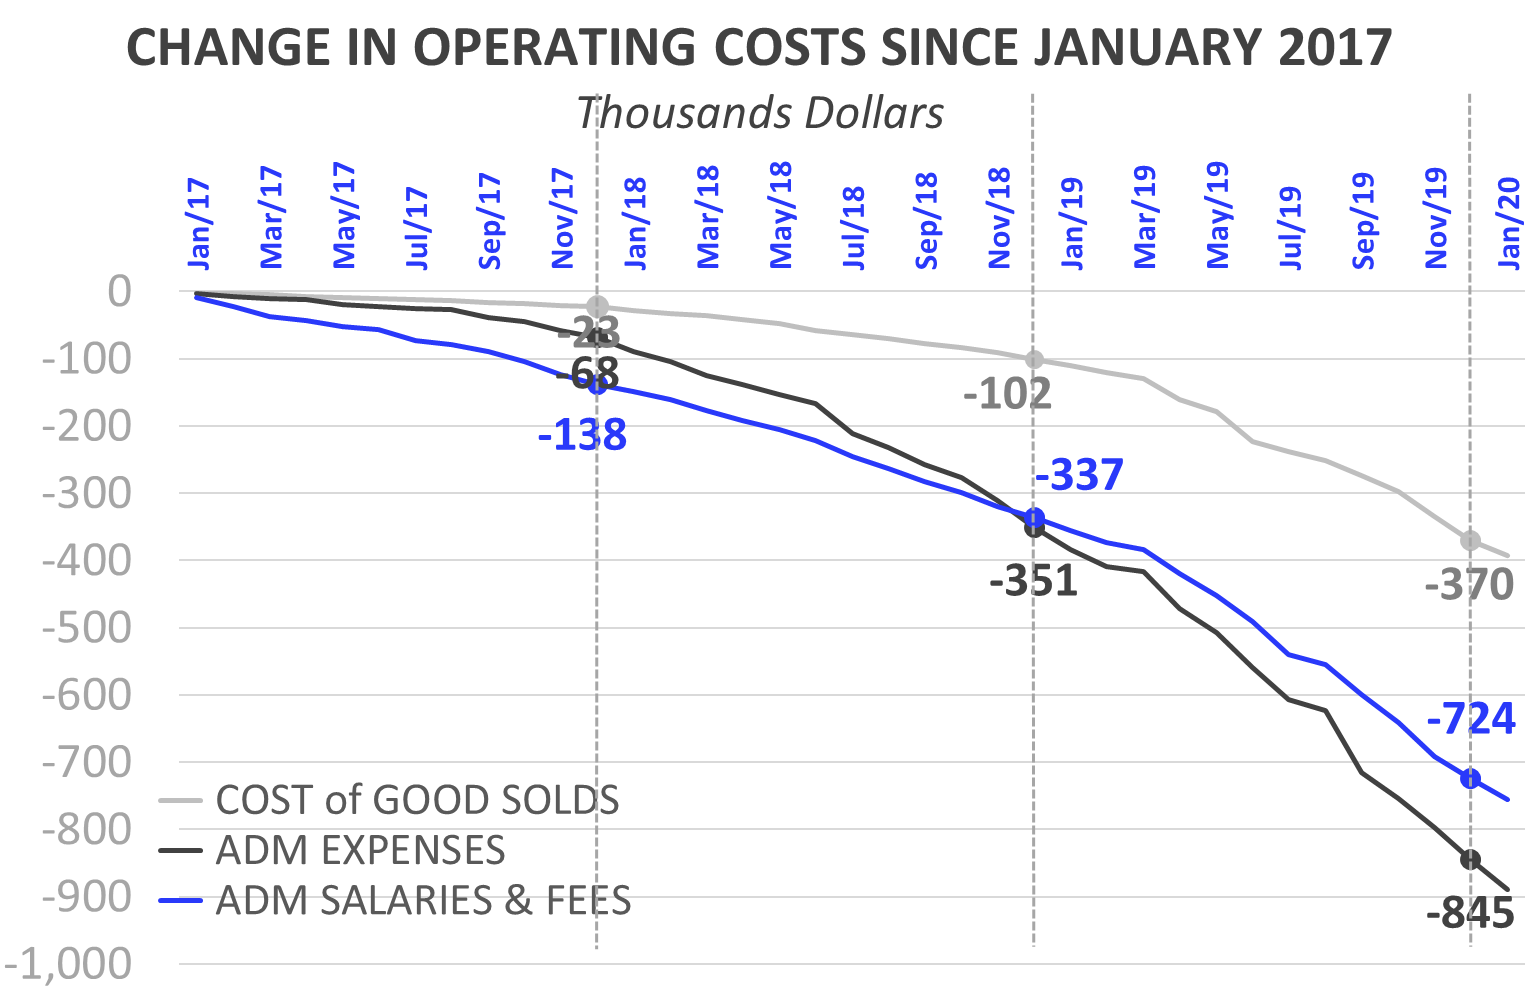 CHANGE IN OPERATING COSTS SINCE JANUARY 2017
Thousands Dollars
Jan/17
Mar/17
May/17
Jul/17
Sep/17
Nov/17
Jan/18
Mar/18
May/18
Jul/18
Sep/18
Nov/18
Jan/19
Mar/19
May/19
Jul/19
Sep/19
Nov/19
Jan/20
0
-100
-200
-300
-400
-500
-600
-700
-800
-900
-1,000
-23
-68
-138
-102
-337
-351
-370
-724
-845
COST of GOOD SOLDS
ADM EXPENSES
ADM SALARIES & FEES